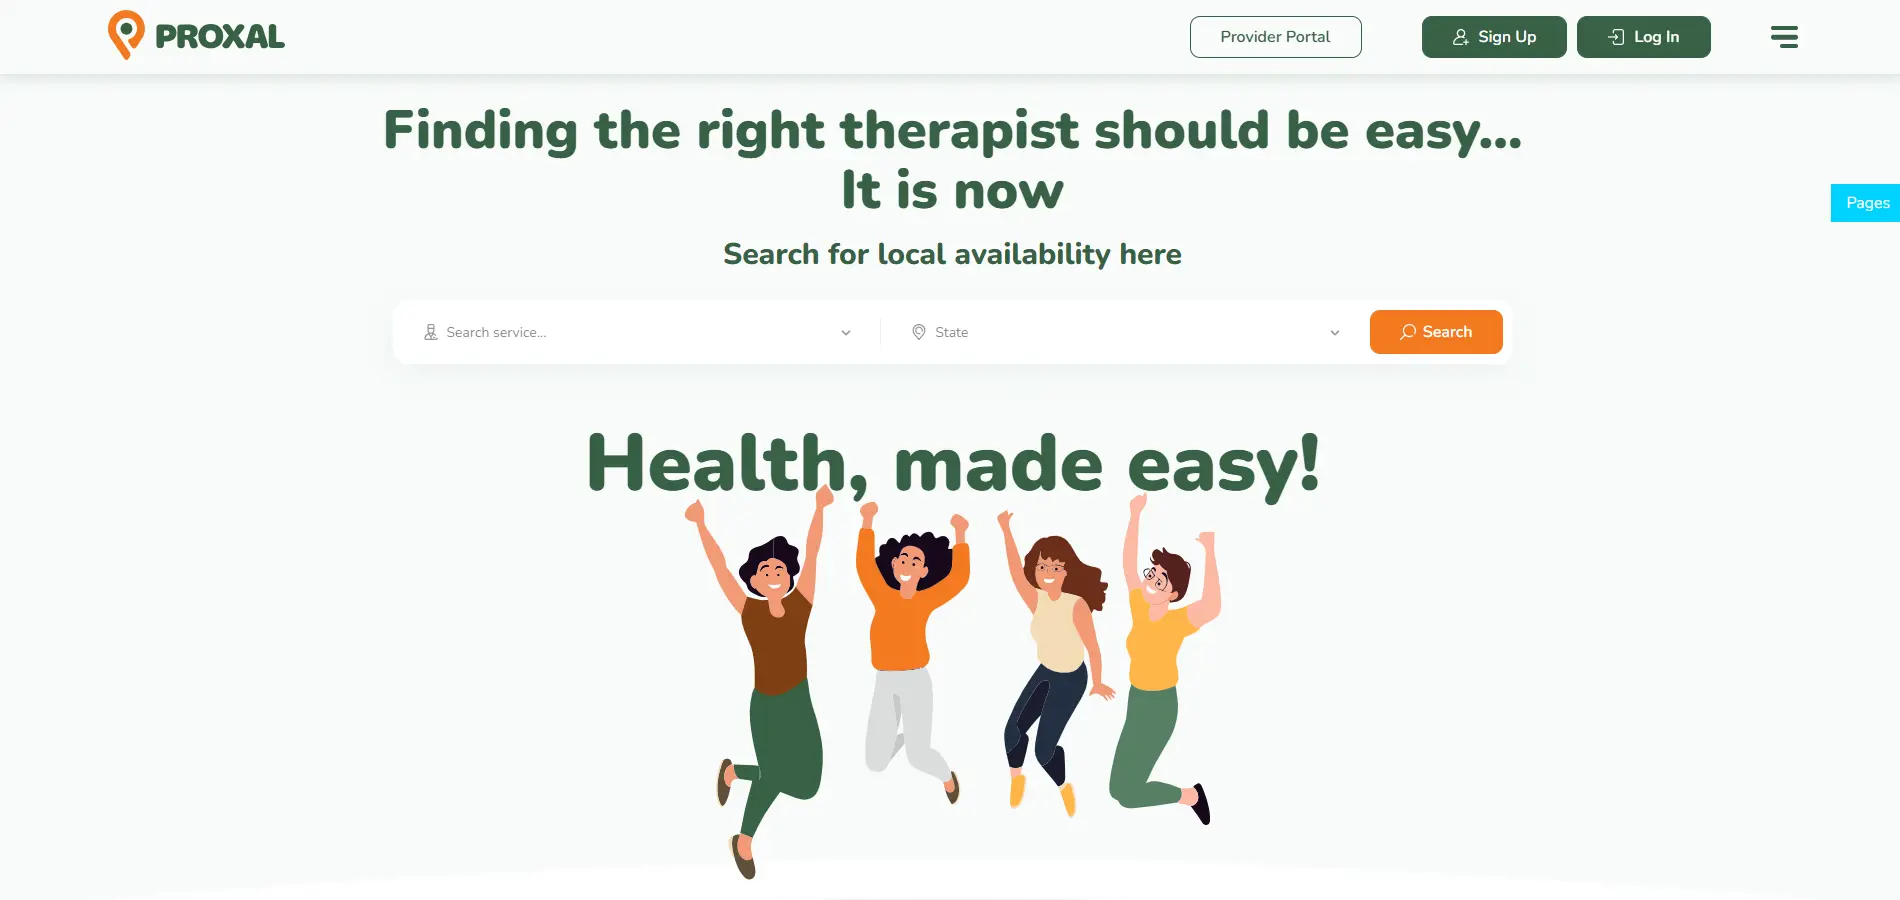 PROXAL
Provider Portal
Sign Up
Log In
Finding the right therapist should be easy...
It is now
Pages
Search for local availability here
Search service...
State
Search
Health, made easy!